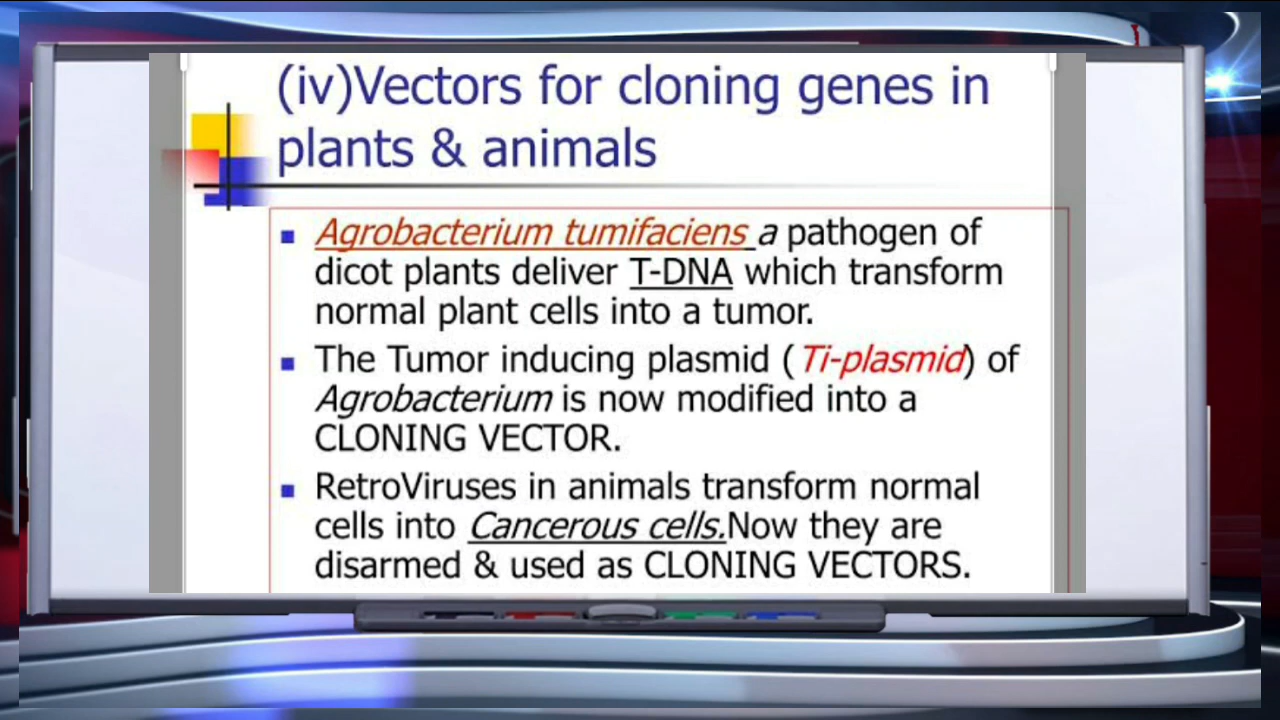 (iv)Vectors for cloning genes in
plants & animals
Agrobacterium tumifaciens a pathogen of
dicot plants deliver T-DNA which transform
normal plant cells into a tumor.
The Tumor inducing plasmid ( Ti-plasmid) of
Agrobacterium is now modified into a
CLONING VECTOR.
RetroViruses in animals transform normal
cells into Cancerous cells.Now they are
disarmed & used as CLONING VECTORS.